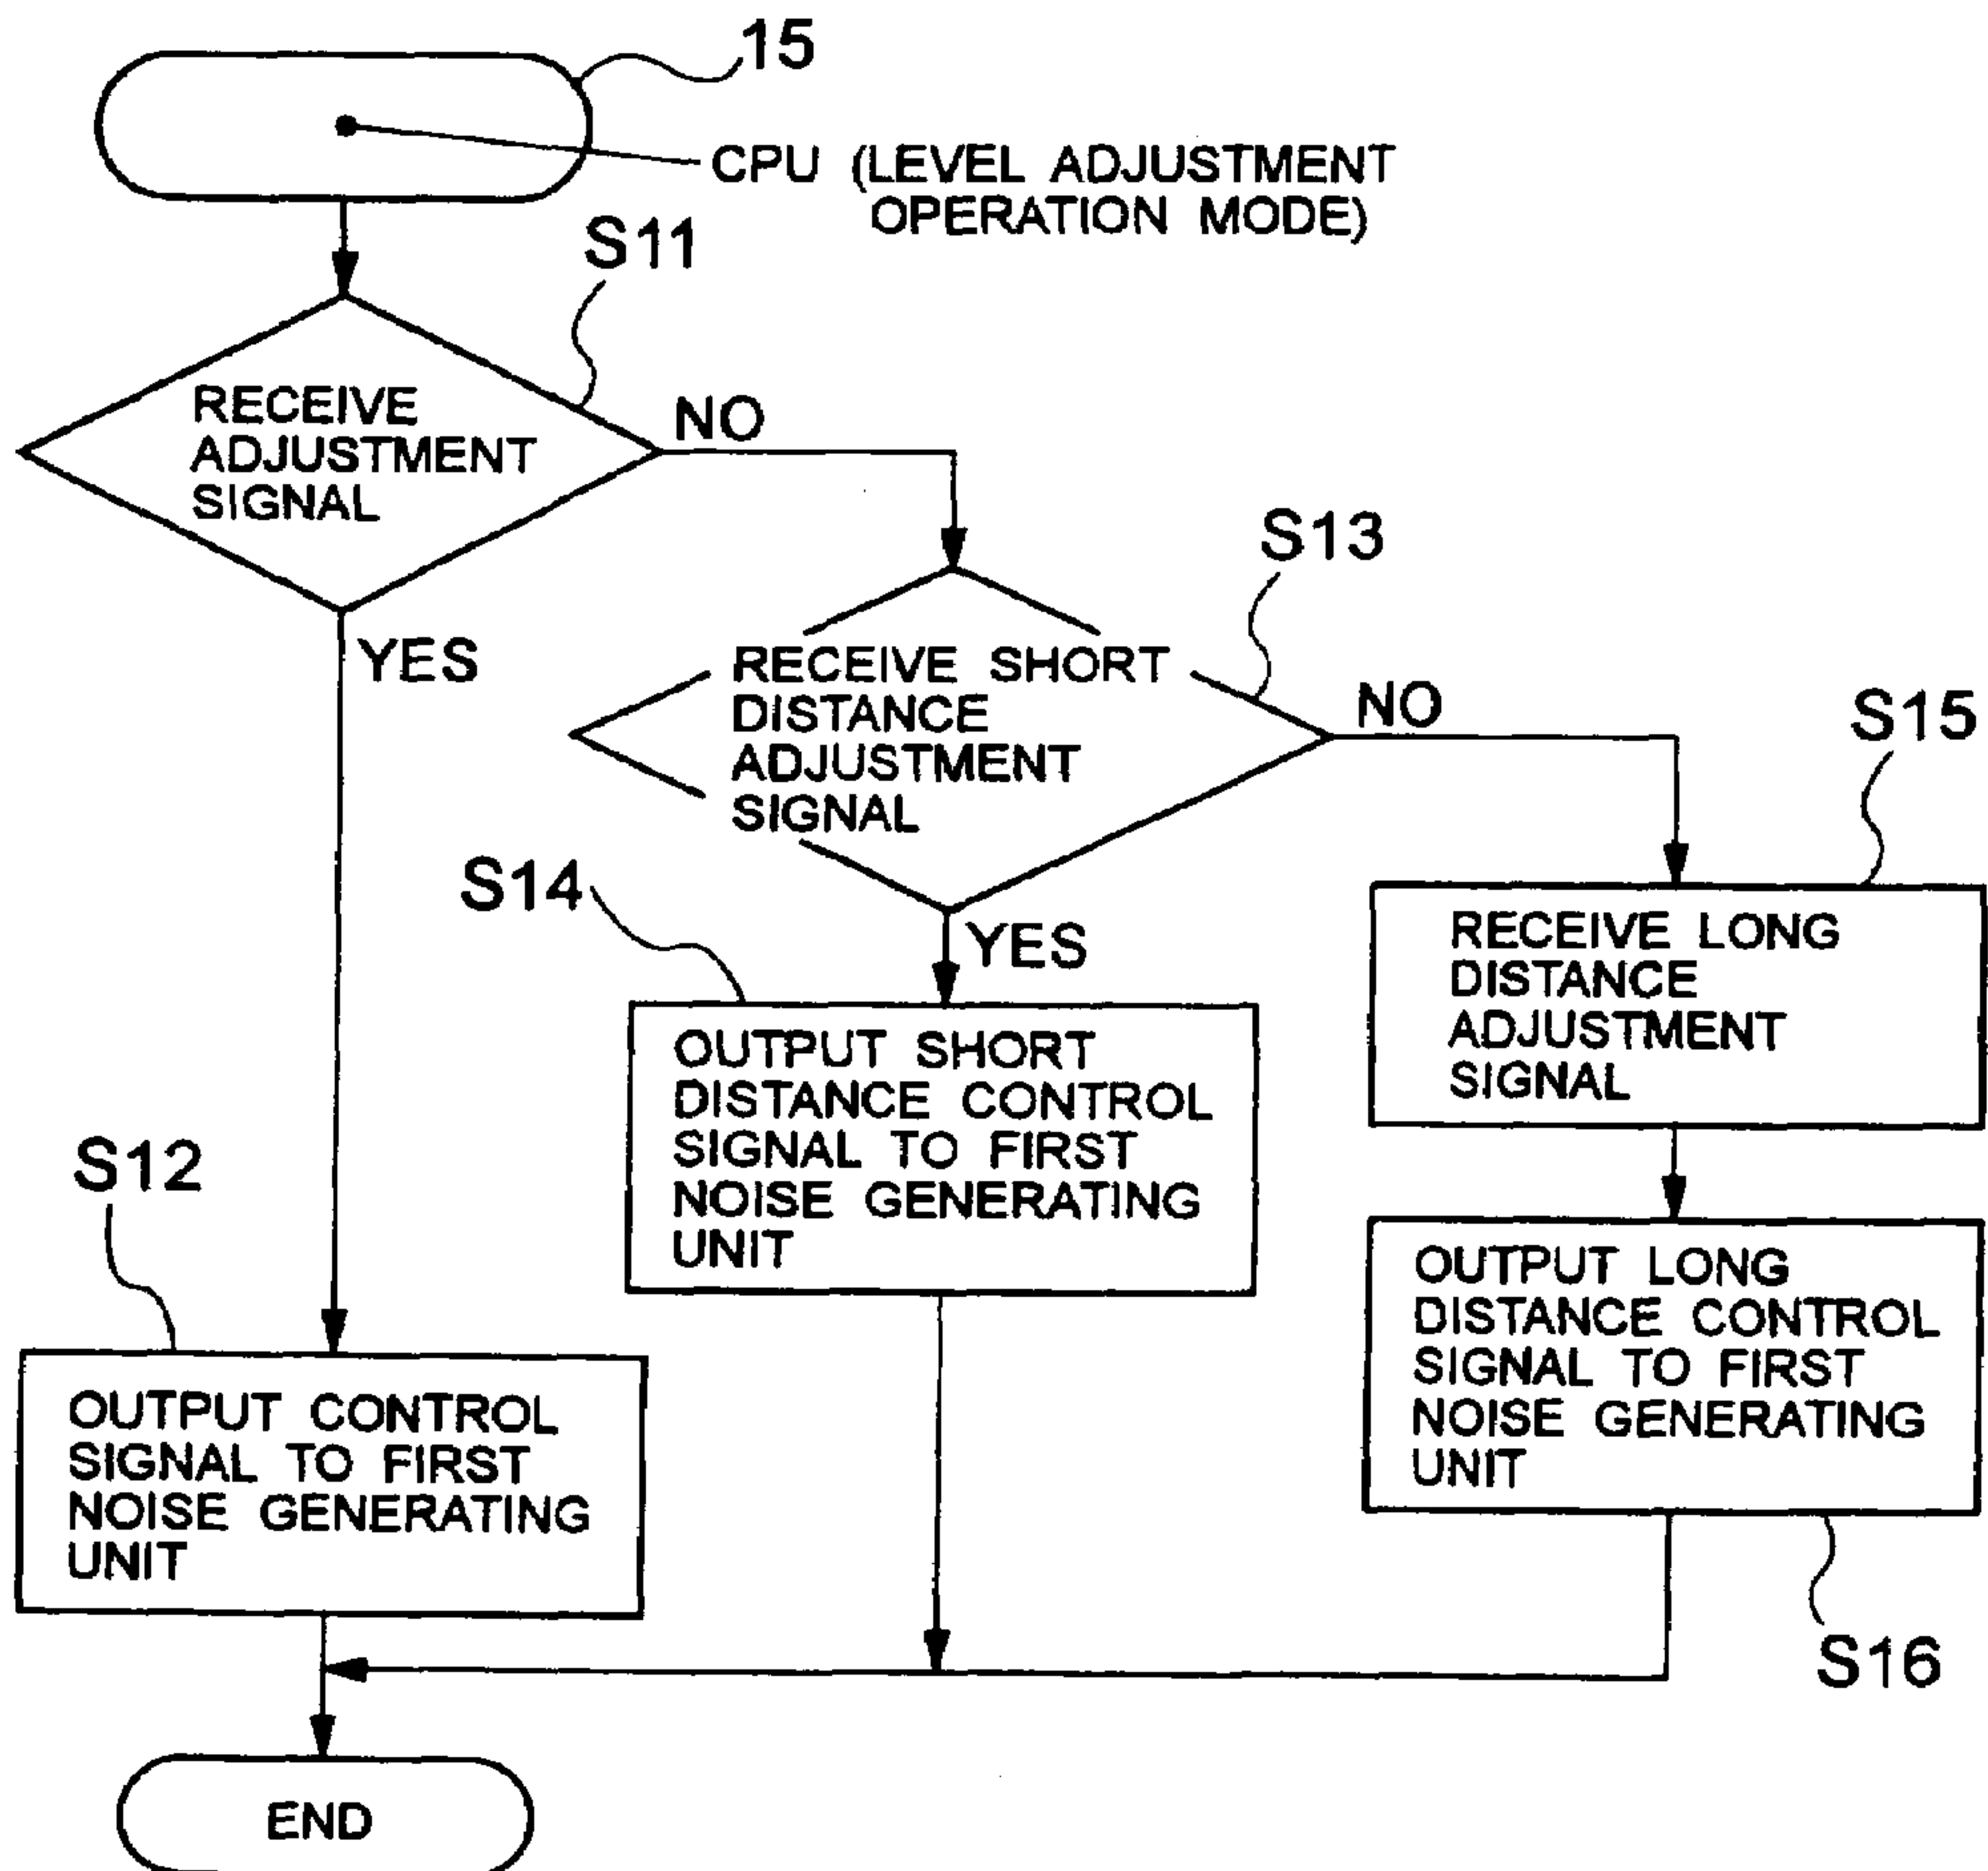 15
CPU (LEVEL ADJUSTMENT
OPERATION MODE)
S11
RECEIVE
ADJUSTMENT
SIGNAL
NO
YES
S13
RECEIVE SHORT
DISTANCE
ADJUSTMENT
SIGNAL
NO
YES
S15
RECEIVE LONG
DISTANCE
ADJUSTMENT
SIGNAL
S14
OUTPUT SHORT
DISTANCE CONTROL
SIGNAL TO FIRST
NOISE GENERATING
UNIT
S12
OUTPUT CONTROL
SIGNAL TO FIRST
NOISE GENERATING
UNIT
OUTPUT LONG
DISTANCE CONTROL
SIGNAL TO FIRST
NOISE GENERATING
UNIT
S16
END